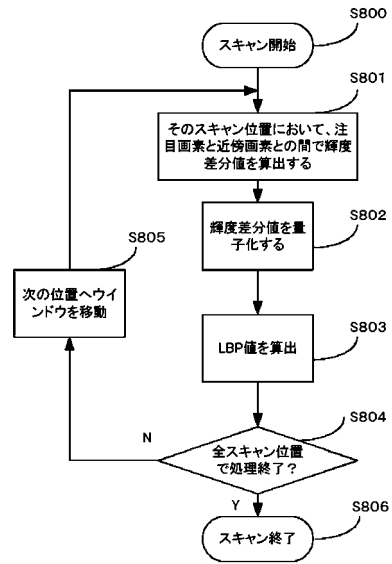 S800
スキャン開始
S801
そのスキャン位置において、注
目画素と近傍画素との間で輝度
差分値を算出する
S802
輝度差分値を量
子化する
S805
次の位置へウイ
ンドウを移動
S803
LBP値を算出
S804
N
全スキャン位置
で処理終了？
Y
S806
スキャン終了